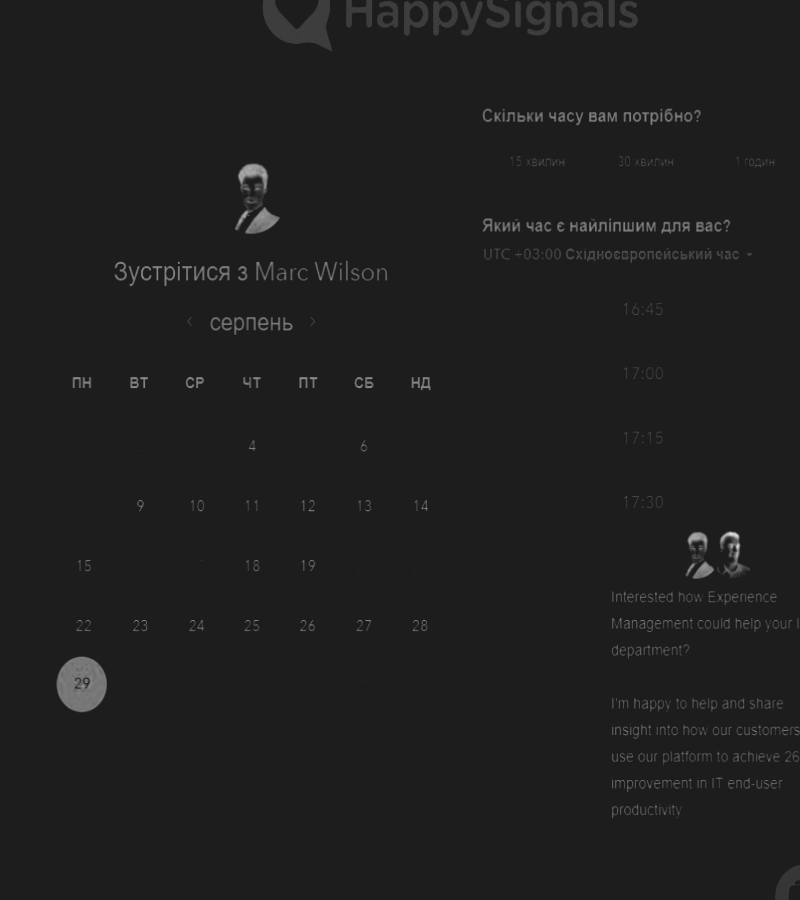 HappySignals
Зустрітися з Marc Wilson
серпень
ПН ВТ СР ЧТ ПТ СБ НД
4 6
9 10 11 12 13 14
15 18 19
22 23 24 25 26 27 28
29
Скільки часу вам потрібно?
15 хвилин 30 хвилин 1 годин
Який час є найліпшим для вас?
UTC +03:00 Східноєвропейський час
16:45
17:00
17:15
17:30
Interested how Experience
Management could help your I
department?
I'm happy to help and share
insight into how our customers
use our platform to achieve 26
improvement in IT end-user
productivity